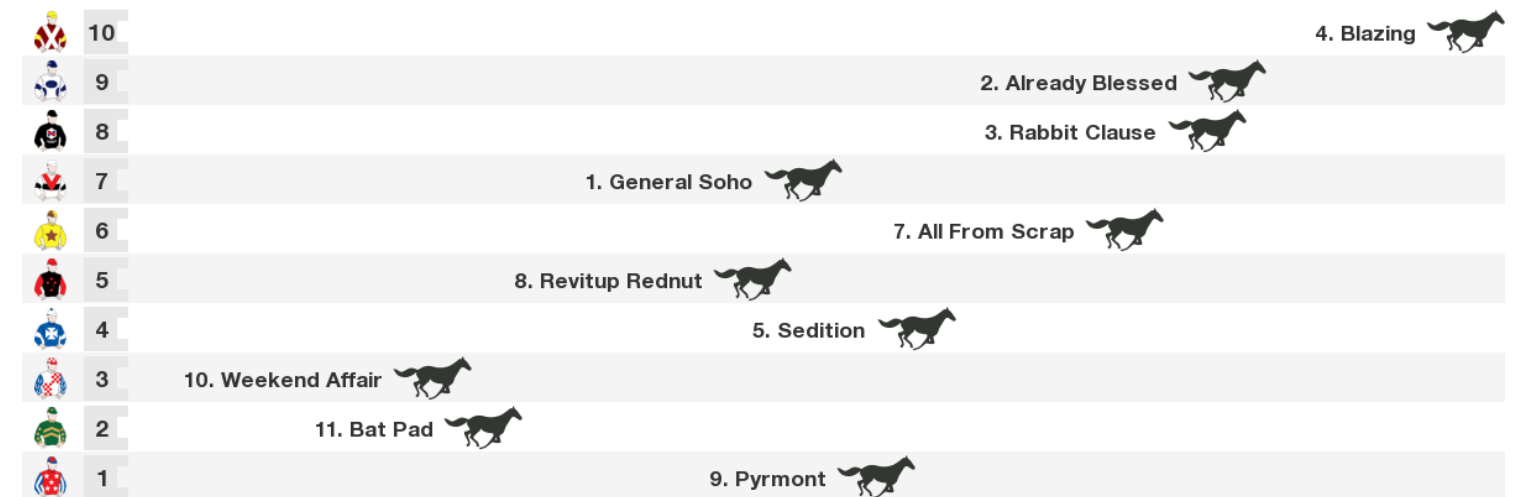 10 4. Blazing
9 2. Already Blessed
8 3. Rabbit Clause
7 1. General Soho
6 7. All From Scrap
5 8. Revitup Rednut
4 5. Sedition
3 10. Weekend Affair
2 11. Bat Pad
1 9. Pyrmont